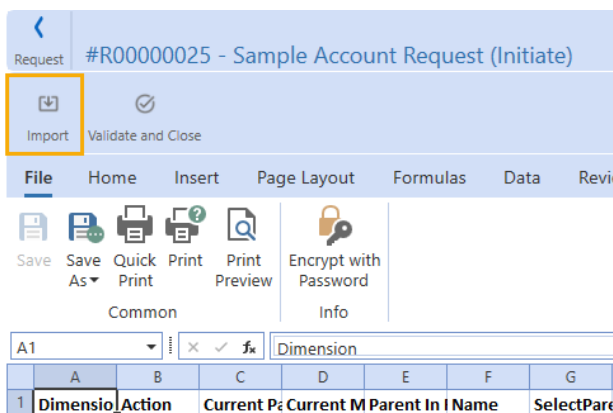 Request
#R00000025 - Sample Account Request (Initiate)
Import
Validate and Close
File Home Insert Page Layout Formulas Data Revi
Save
Save As
Quick Print
Print
Print Preview
Encrypt with Password
Common
Info
A1
fx
Dimension
A B C D E F G
1 Dimensio Action Current Pa Current M Parent In I Name SelectPare